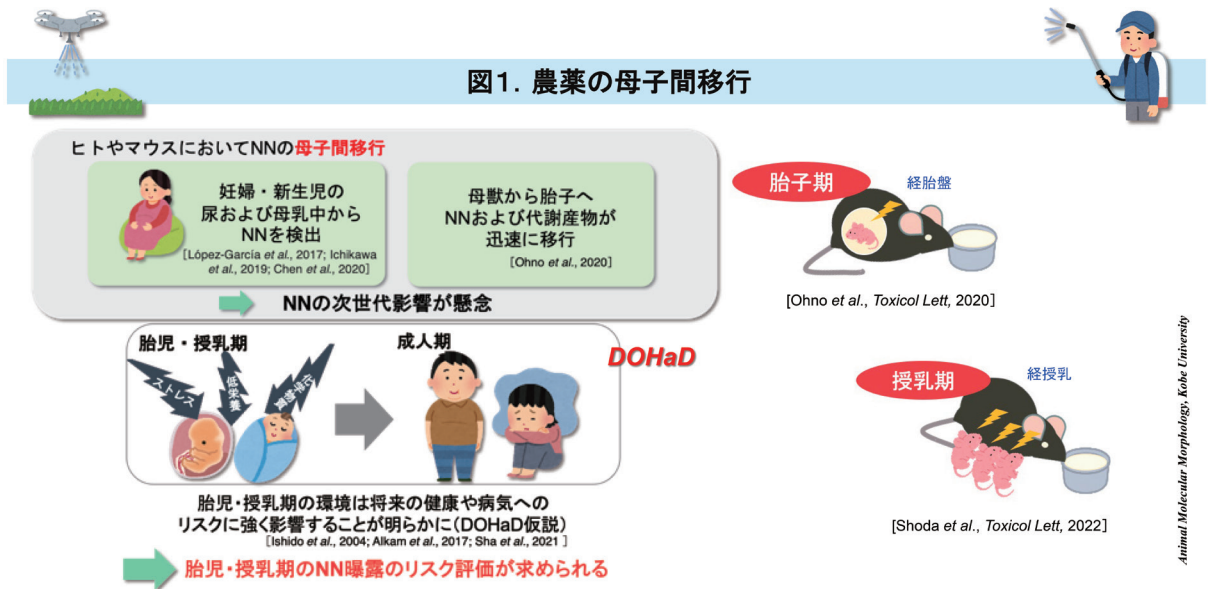 図1. 農薬の母子間移行
ヒトやマウスにおいてNNの母子間移行
妊婦・新生児の
尿および母乳中から
NNを検出
[López-García et al., 2017; Ichikawa
et al., 2019; Chen et al., 2020]
母獣から胎子へ
NNおよび代謝産物が
迅速に移行
[Ohno et al., 2020]
NNの次世代影響が懸念
胎児・授乳期
ストレス
低栄養
化学物質
成人期
DOHaD
胎児・授乳期の環境は将来の健康や病気への
リスクに強く影響することが明らかに(DOHaD仮説)
[Ishido et al., 2004; Alkam et al., 2017; Sha et al., 2021 ]
胎児・授乳期のNN曝露のリスク評価が求められる
胎子期
経胎盤
[Ohno et al., Toxicol Lett, 2020]
授乳期
経授乳
[Shoda et al., Toxicol Lett, 2022]
Animal Molecular Morphology, Kobe University